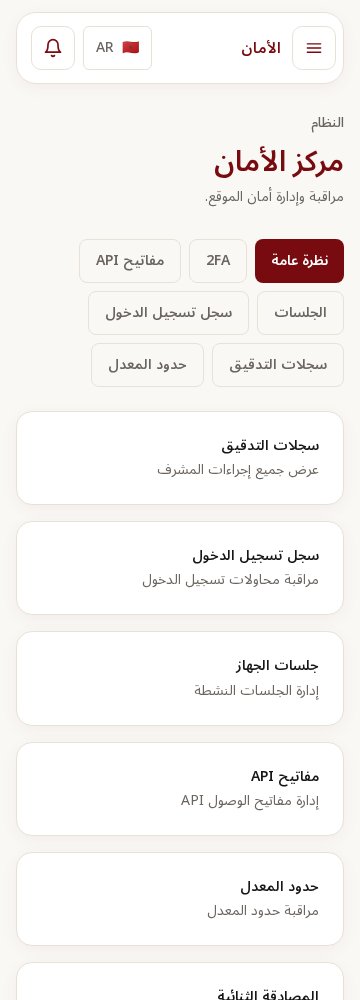 الأمان
AR
النظام
مركز الأمان
مراقبة وإدارة أمان الموقع.
نظرة عامة
2FA
مفاتيح API
الجلسات
سجل تسجيل الدخول
سجلات التدقيق
حدود المعدل
سجلات التدقيق
عرض جميع إجراءات المشرف
سجل تسجيل الدخول
مراقبة محاولات تسجيل الدخول
جلسات الجهاز
إدارة الجلسات النشطة
مفاتيح API
إدارة مفاتيح الوصول API
حدود المعدل
مراقبة حدود المعدل
المصادقة الثنائية